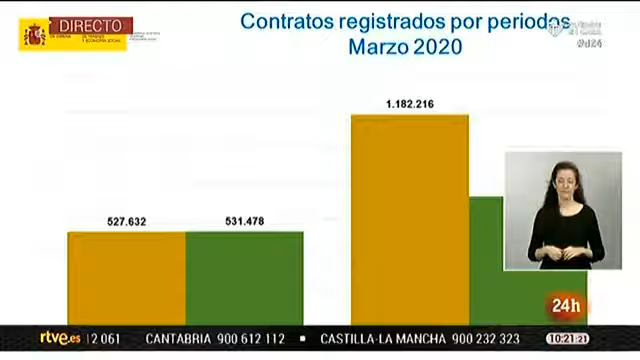 DIRECTO
Contratos registrados por periodos
Marzo 2020
#d24
1.182.216
527.632
531.478
24h
rtve.es
2 061
CANTABRIA 900 612 112
CASTILLA-LA MANCHA 900 232 323
10:21:21